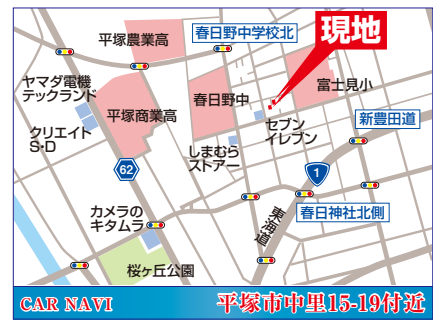 平塚農業高
春日野中学校北
現地
ヤマダ電機
テックランド
平塚商業高
春日野中
富士見小
クリエイト
S・D
しまむら
ストアー
セブン
イレブン
新豊田道
62
1
カメラの
キタムラ
東海道
春日神社北側
桜ヶ丘公園
CAR NAVI
平塚市中里15-19付近